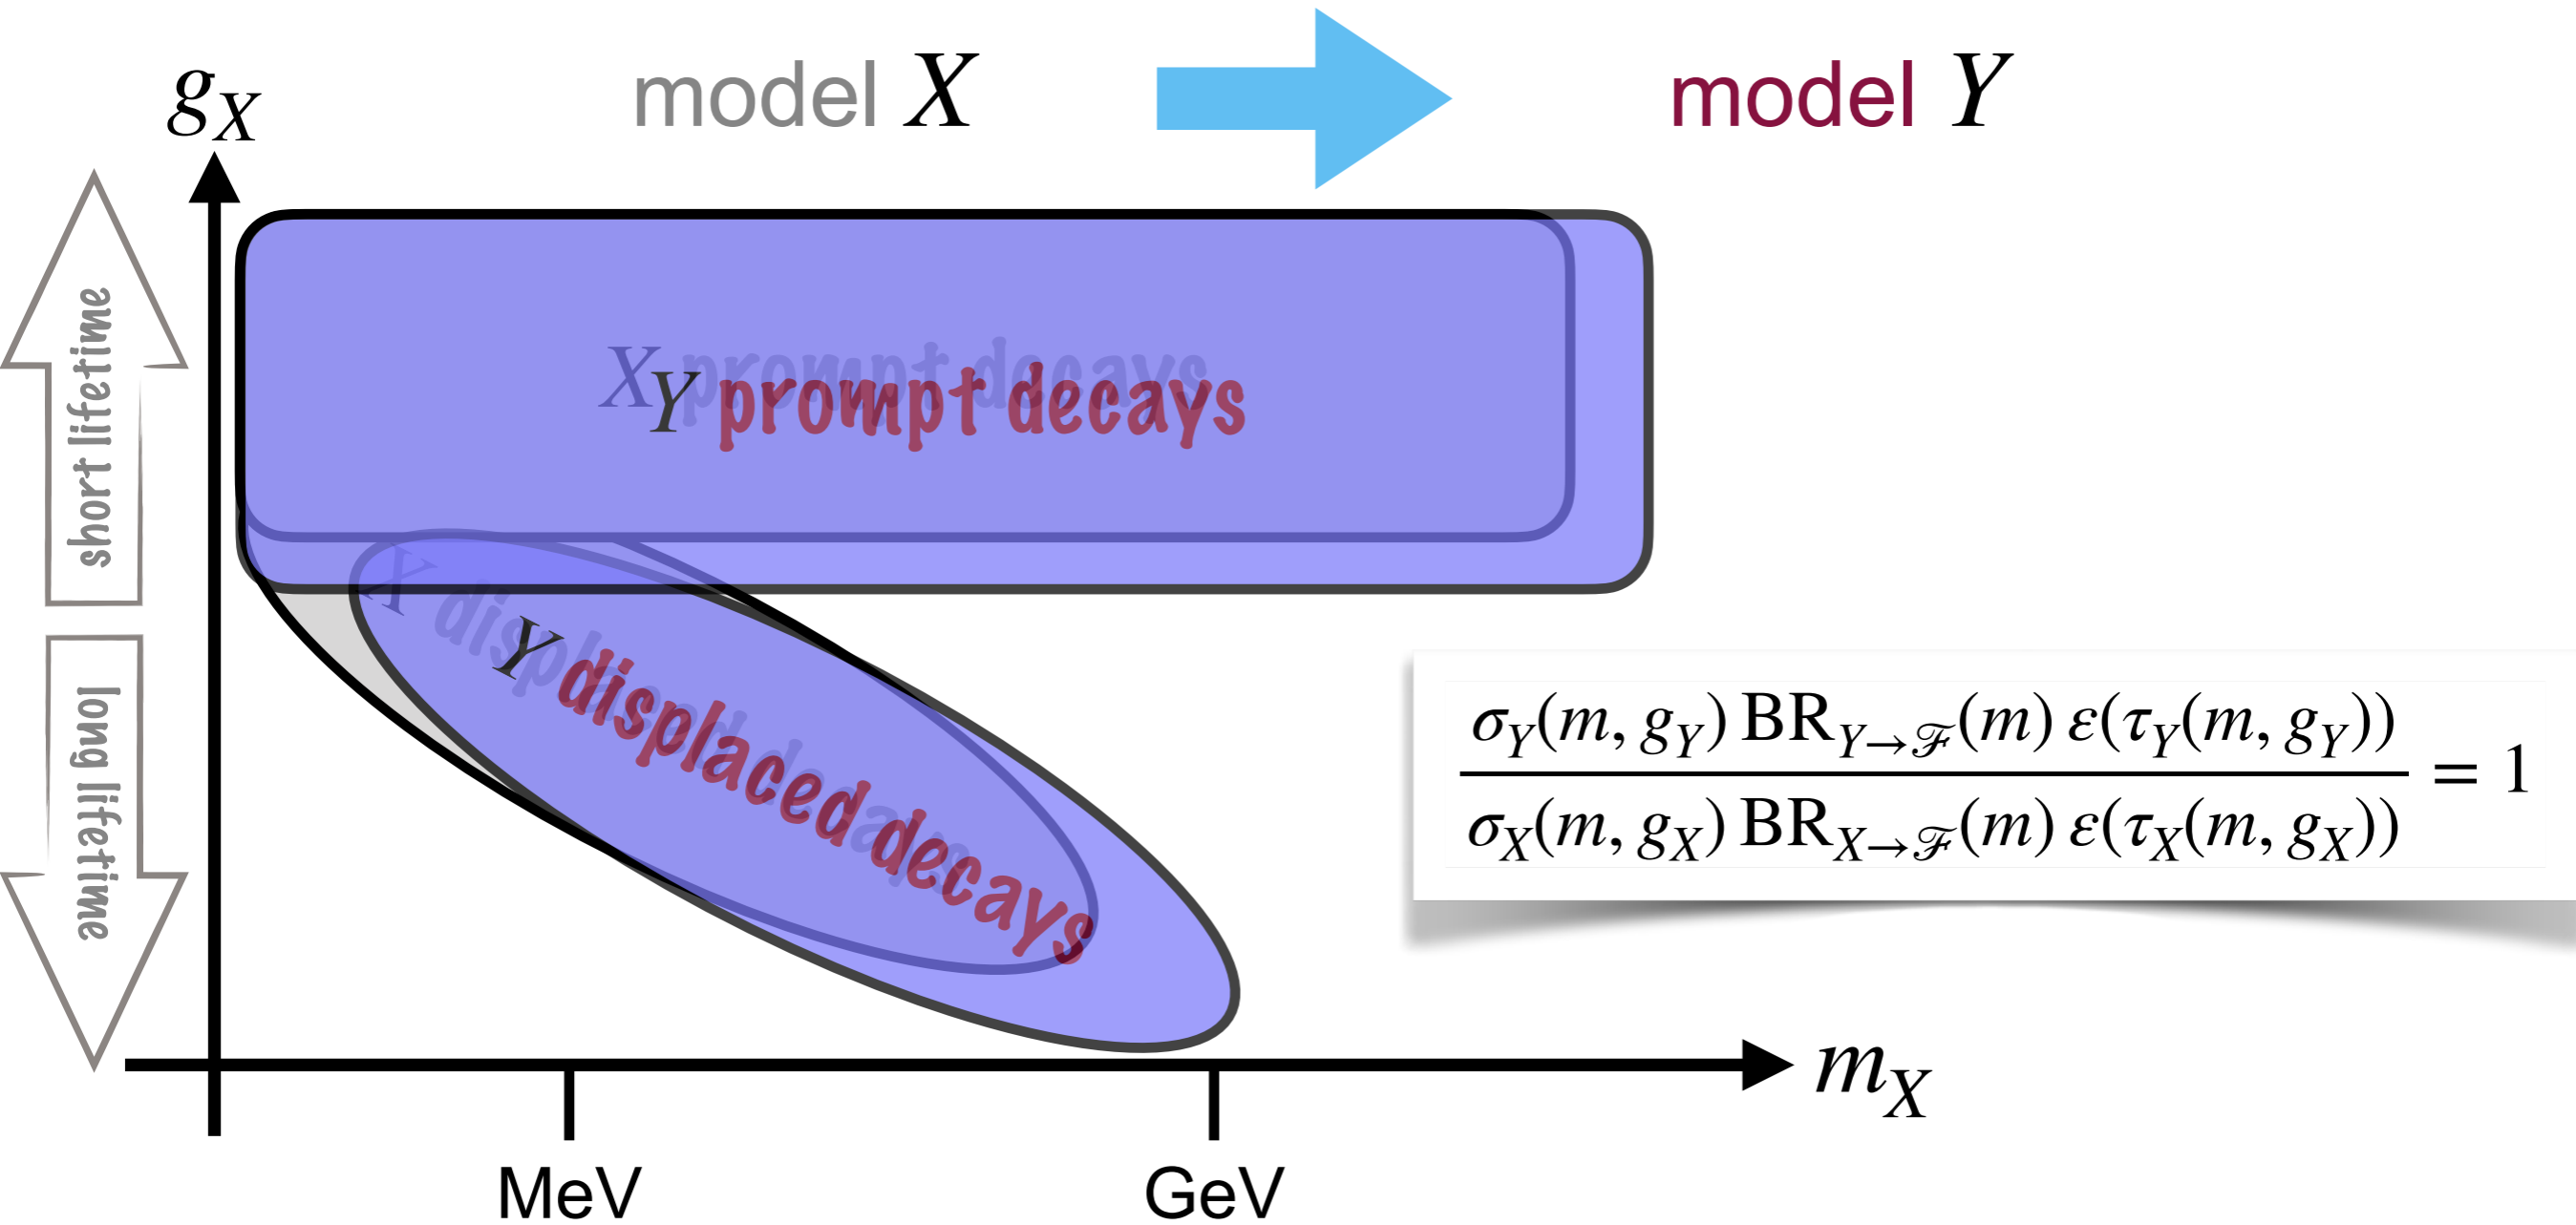 g_X
model X
model Y
short lifetime
long lifetime
X prompt decays
Y prompt decays
X displaced decays
Y displaced decays
σ_Y(m, g_Y) BR_{Y→ℱ}(m) ε(τ_Y(m, g_Y))
σ_X(m, g_X) BR_{X→ℱ}(m) ε(τ_X(m, g_X))
= 1
m_X
MeV
GeV